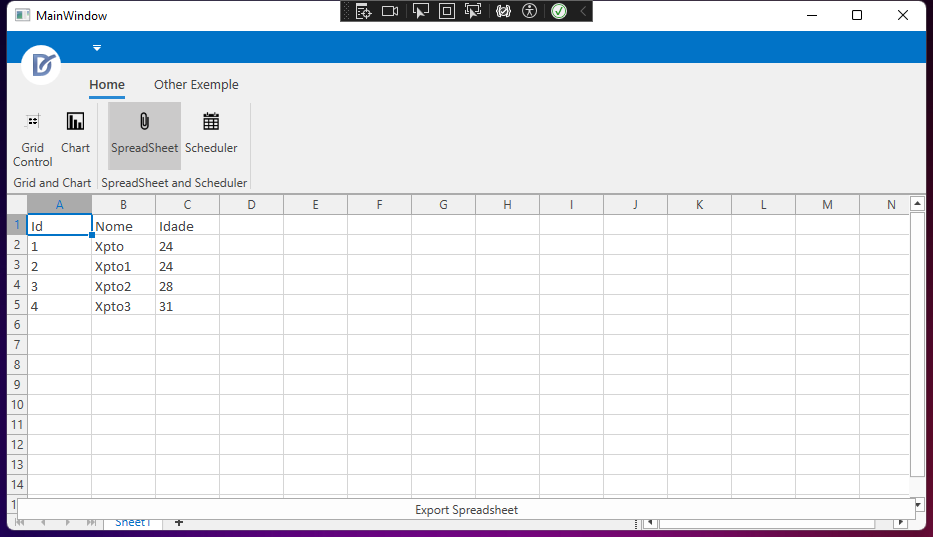 MainWindow
Home Other Exemple
Grid Control Chart SpreadSheet Scheduler
Grid and Chart SpreadSheet and Scheduler
A B C D E F G H I J K L M N
1 Id Nome Idade
2 1 Xpto 24
3 2 Xpto1 24
4 3 Xpto2 28
5 4 Xpto3 31
6
7
8
9
10
11
12
13
14
Export Spreadsheet
Sheet1 +